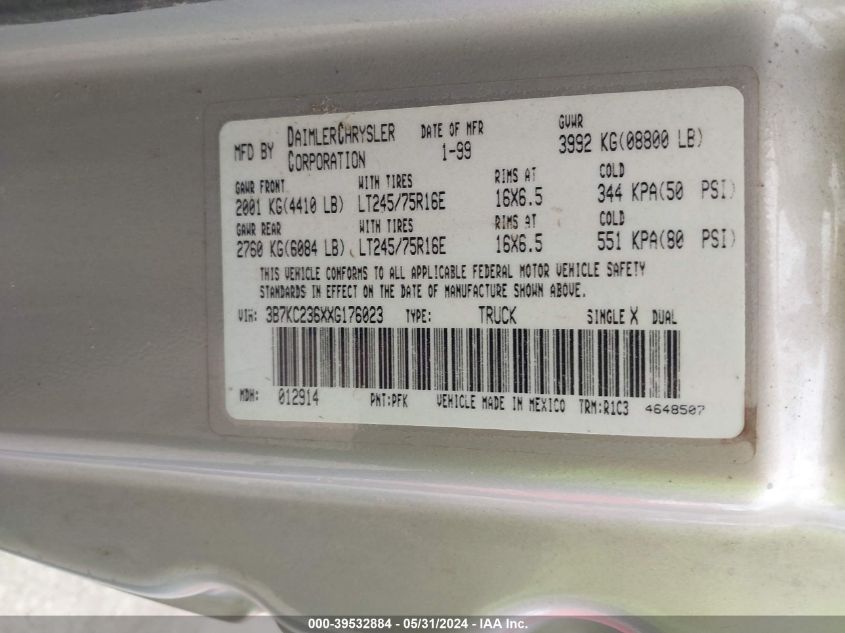 MFD BY DAIMLERCHRYSLER CORPORATION DATE OF MFR 1-99 GVWR 3992 KG(08800 LB)
GAWR FRONT WITH TIRES RIMS AT COLD
2001 KG(4410 LB) LT245/75R16E 16X6.5 344 KPA(50 PSI)
GAWR REAR WITH TIRES RIMS AT COLD
2760 KG(6084 LB) LT245/75R16E 16X6.5 551 KPA(80 PSI)
THIS VEHICLE CONFORMS TO ALL APPLICABLE FEDERAL MOTOR VEHICLE SAFETY
STANDARDS IN EFFECT ON THE DATE OF MANUFACTURE SHOWN ABOVE.
VIN: 3B7KC236XXG176023 TYPE: TRUCK SINGLE X DUAL
MDH: 012914 PNT:PFK VEHICLE MADE IN MEXICO TRM:R1C3 4648507
000-39532884 - 05/31/2024 - IAA Inc.